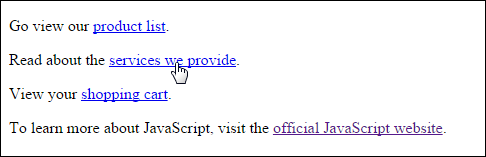 Go view our product list.
Read about the services we provide.
View your shopping cart.
To learn more about JavaScript, visit the official JavaScript website.